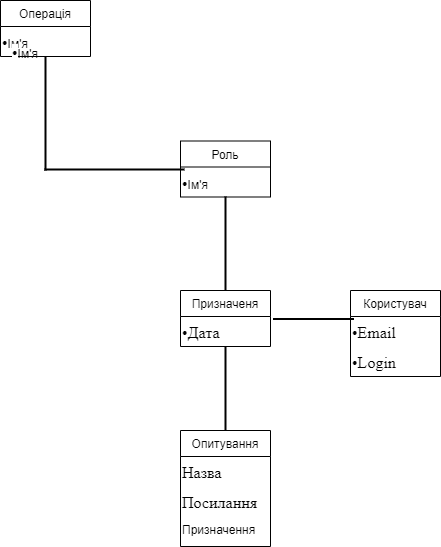 Операція
•Ім'я
•Ім'я
Роль
•Ім'я
Призначеня
•Дата
Користувач
•Email
•Login
Опитування
Назва
Посилання
Призначення